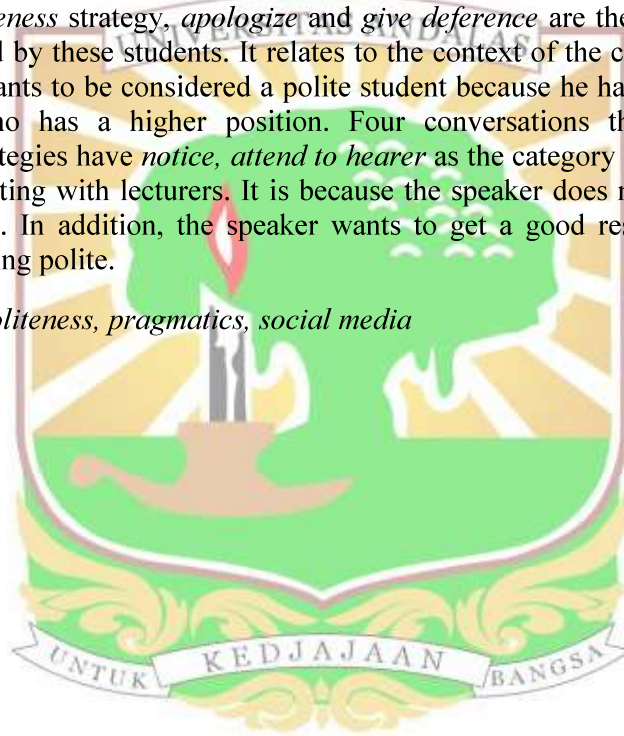 eness strategy, apologize and give deference are the
UNIVERSITAS ANDALAS
d by these students. It relates to the context of the c
ants to be considered a polite student because he ha
no has a higher position. Four conversations th
tegies have notice, attend to hearer as the category
ting with lecturers. It is because the speaker does n
. In addition, the speaker wants to get a good res
ng polite.
oliteness, pragmatics, social media
UNTUK KEDJAJAAN BANGSA